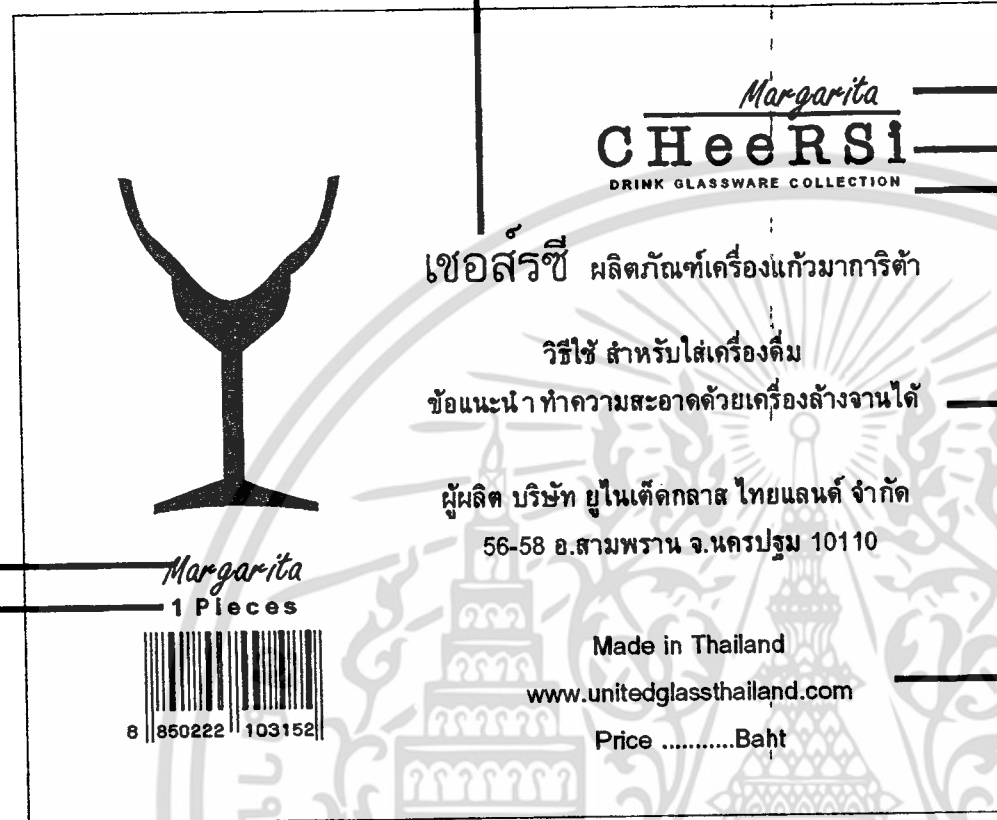 Margarita
CHeeRSi
DRINK GLASSWARE COLLECTION
เชอส์รซี่ ผลิตภัณฑ์เครื่องแก้วมาการิต้า
วิธีใช้ สำหรับใส่เครื่องดื่ม
ข้อแนะนำ ทำความสะอาดด้วยเครื่องล้างจานได้
ผู้ผลิต บริษัท ยูไนเต็ดกลาส ไทยแลนด์ จำกัด
56-58 อ.สามพราน จ.นครปฐม 10110
Margarita
1 Pieces
8 850222 103152
Made in Thailand
www.unitedglassthailand.com
Price ...........Baht